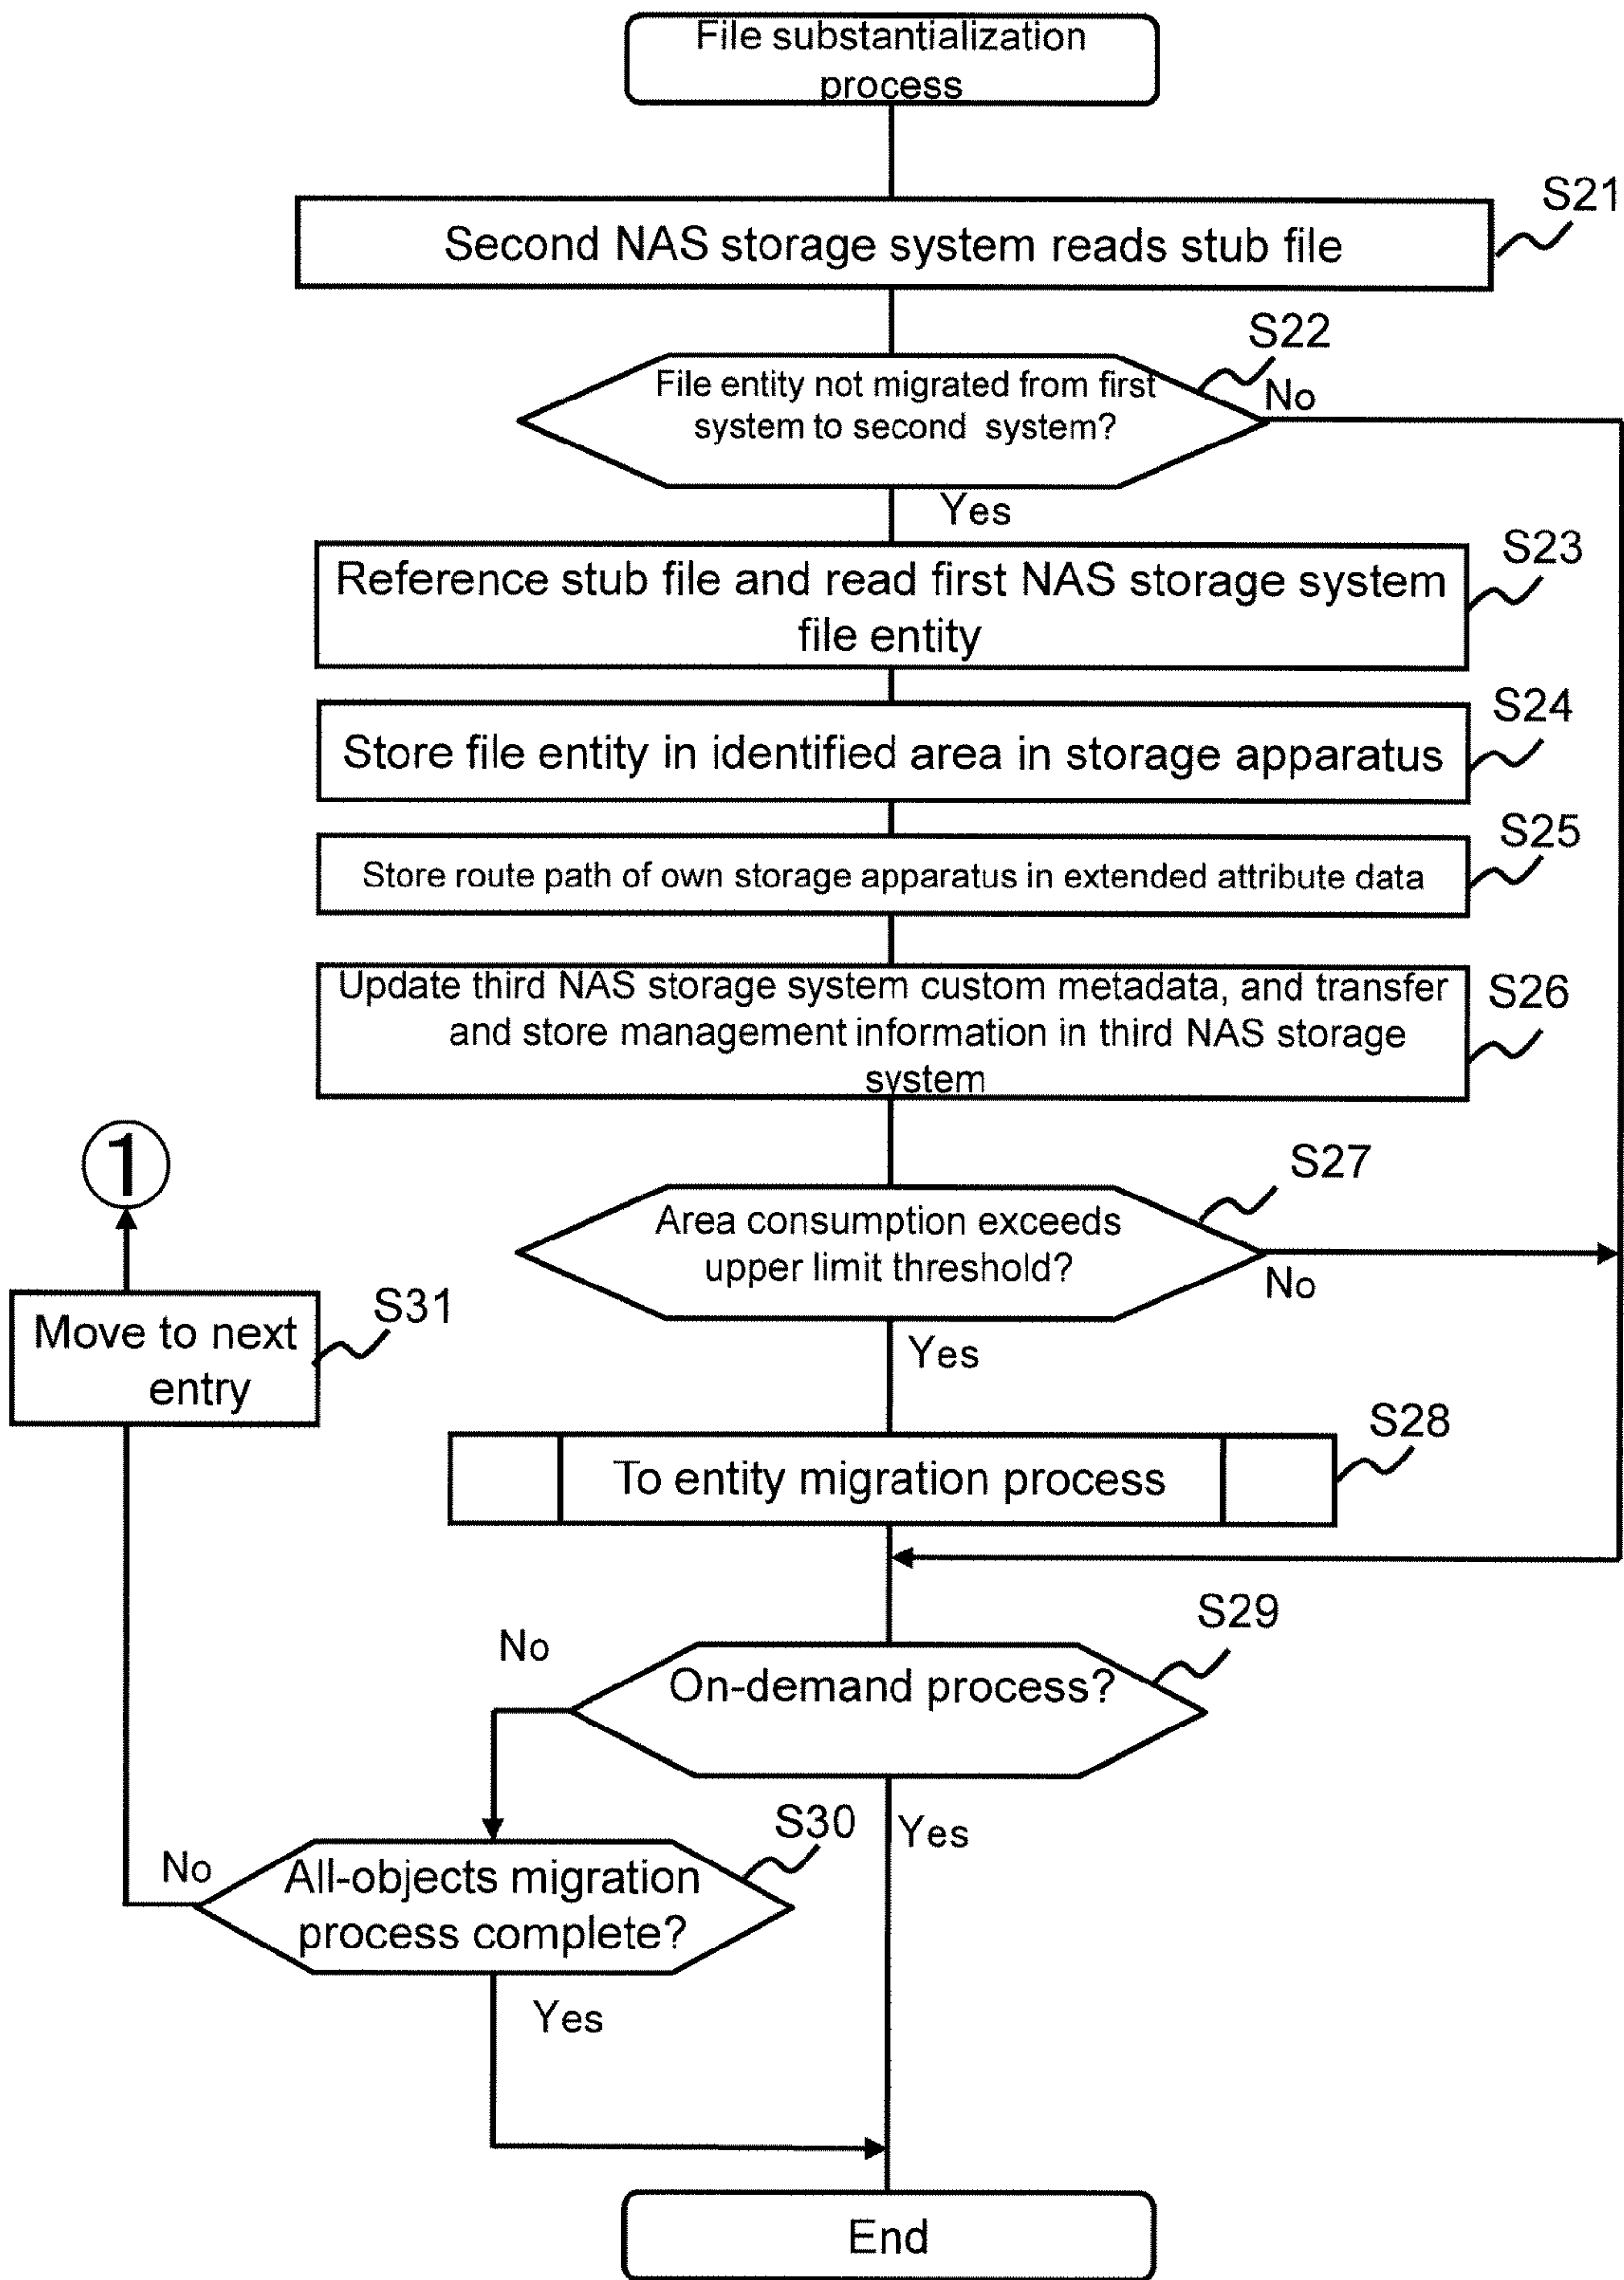 File substantialization
process
S21
Second NAS storage system reads stub file
S22
File entity not migrated from first
system to second system?
No
Yes
S23
Reference stub file and read first NAS storage system
file entity
S24
Store file entity in identified area in storage apparatus
S25
Store route path of own storage apparatus in extended attribute data
S26
Update third NAS storage system custom metadata, and transfer
and store management information in third NAS storage
system
1
S27
Area consumption exceeds
upper limit threshold?
No
Yes
S31
Move to next
entry
S28
To entity migration process
S29
No
On-demand process?
Yes
S30
No
All-objects migration
process complete?
Yes
End